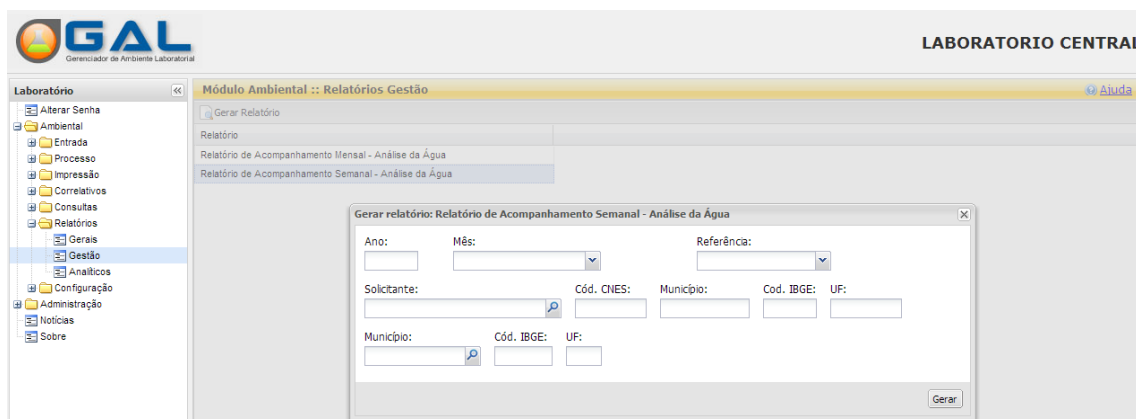 GAL
Gerenciador de Ambiente Laboratorial
LABORATORIO CENTRAL
Laboratório
Alterar Senha
Ambiental
Entrada
Processo
Impressão
Correlativos
Consultas
Relatórios
Gerais
Gestão
Analíticos
Configuração
Administração
Notícias
Sobre
Módulo Ambiental :: Relatórios Gestão
Ajuda
Gerar Relatório
Relatório
Relatório de Acompanhamento Mensal - Análise da Água
Relatório de Acompanhamento Semanal - Análise da Água
Gerar relatório: Relatório de Acompanhamento Semanal - Análise da Água
Ano: Mês: Referência:
Solicitante: Cód. CNES: Município: Cod. IBGE: UF:
Município: Cód. IBGE: UF:
Gerar